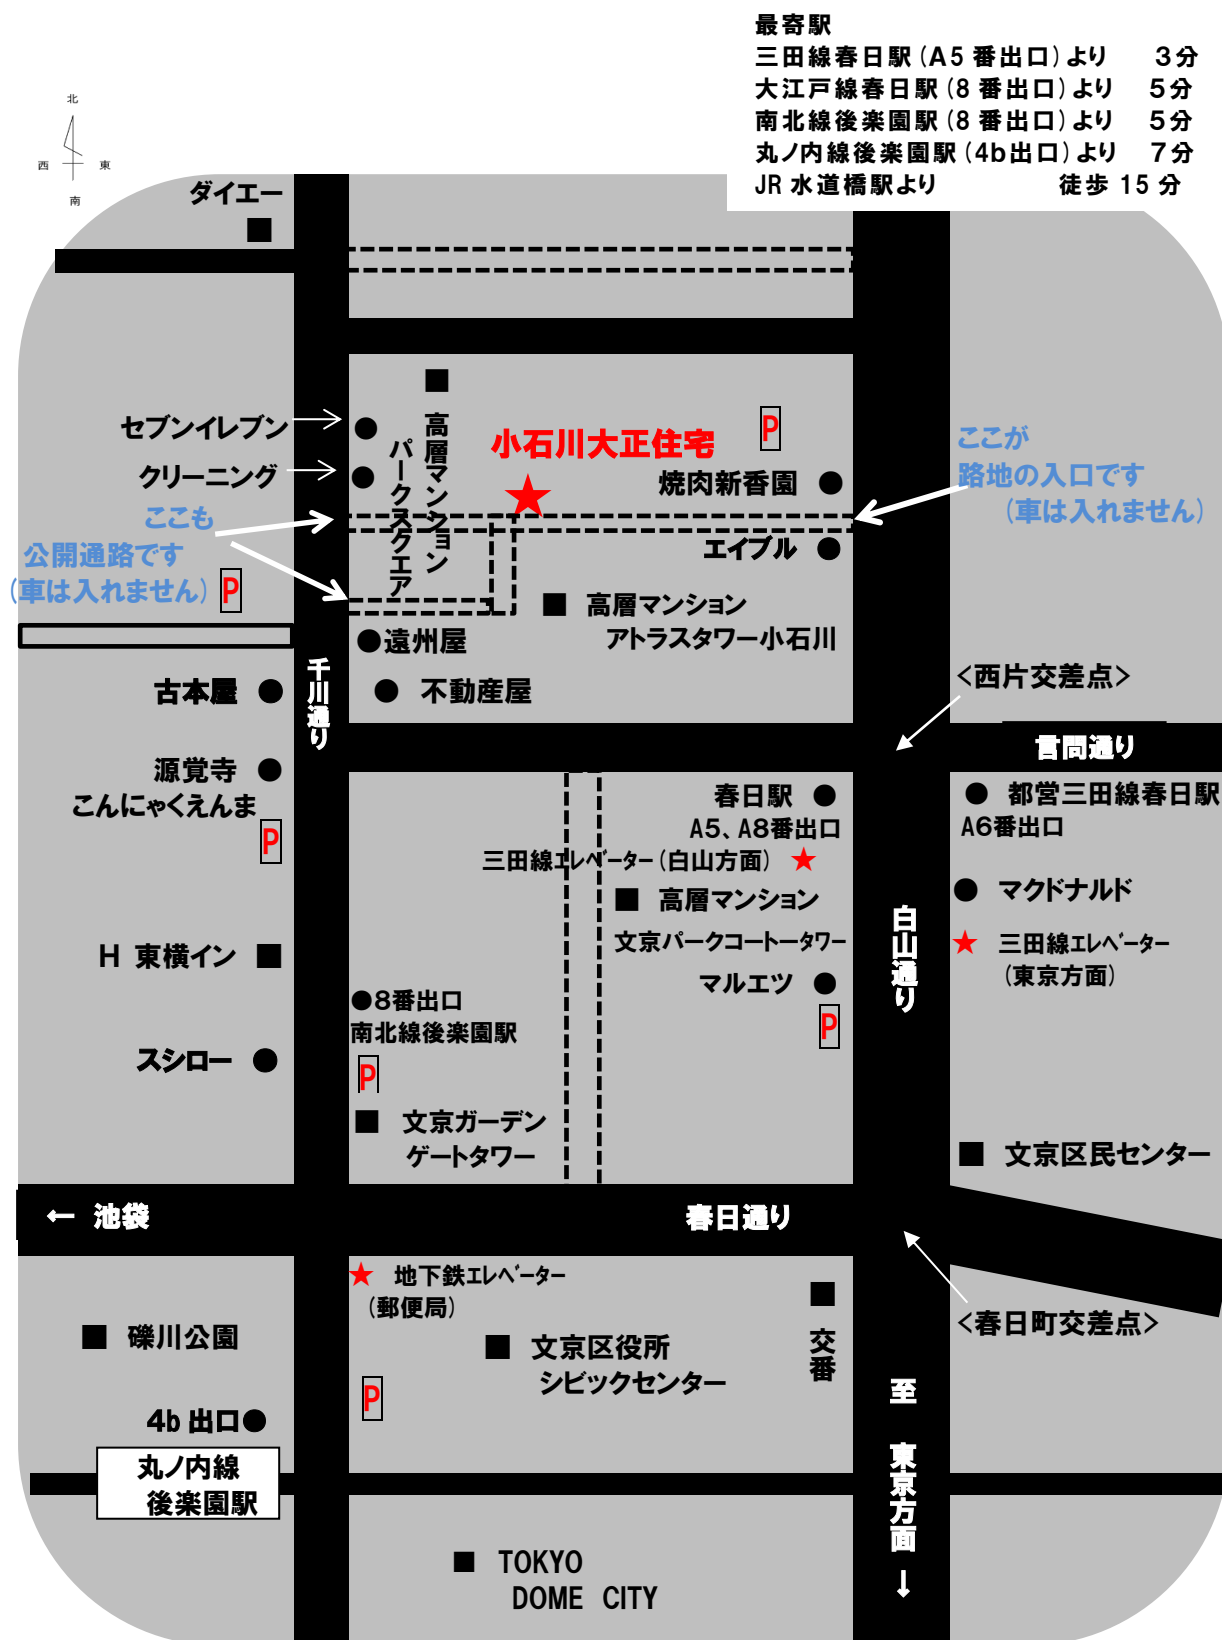 最寄駅
三田線春日駅(A5 番出口)より 3分
大江戸線春日駅(8 番出口)より 5分
南北線後楽園駅(8 番出口)より 5分
丸ノ内線後楽園駅(4b出口)より 7分
JR 水道橋駅より 徒歩 15 分
北
西 東
南
ダイエー
セブンイレブン
クリーニング
高層マンション
パークスクエア
小石川大正住宅
P
焼肉新香園
エイブル
ここが
路地の入口です
(車は入れません)
ここも
公開通路です
(車は入れません)
P
高層マンション
アトラスタワー小石川
遠州屋
不動産屋
千川通り
古本屋
<西片交差点>
言問通り
源覚寺
こんにゃくえんま
P
春日駅
A5、A8番出口
三田線エレベーター(白山方面)
都営三田線春日駅
A6番出口
高層マンション
文京パークコートータワー
マルエツ
P
白山通り
マクドナルド
三田線エレベーター
(東京方面)
H 東横イン
8番出口
南北線後楽園駅
P
スシロー
文京ガーデン
ゲートタワー
文京区民センター
← 池袋
春日通り
地下鉄エレベーター
(郵便局)
<春日町交差点>
礫川公園
文京区役所
シビックセンター
交番
P
4b 出口
丸ノ内線
後楽園駅
至 東京方面 ↓
TOKYO
DOME CITY